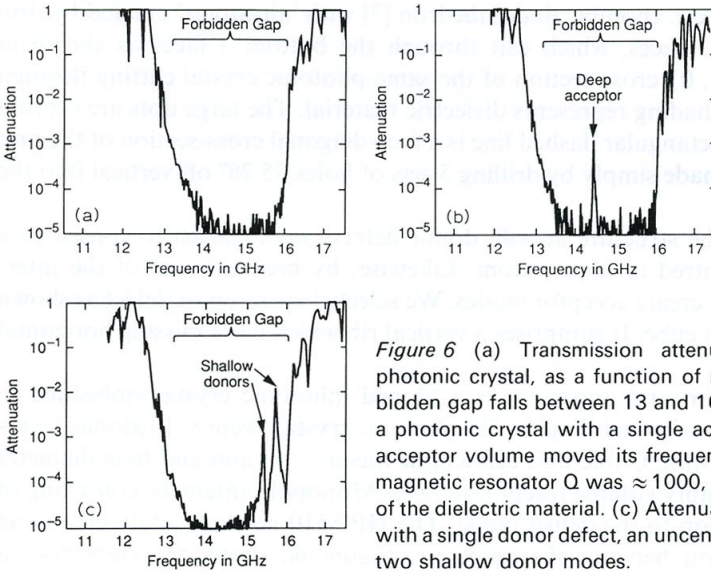 1
Forbidden Gap
10⁻¹
10⁻²
10⁻³
10⁻⁴
10⁻⁵
Attenuation
(a)
11 12 13 14 15 16 17
Frequency in GHz
1
Forbidden Gap
10⁻¹
10⁻²
Deep
acceptor
10⁻³
10⁻⁴
10⁻⁵
Attenuation
(b)
11 12 13 14 15 16 17
Frequency in GHz
1
Forbidden Gap
10⁻¹
Shallow
donors
10⁻²
10⁻³
10⁻⁴
10⁻⁵
Attenuation
(c)
11 12 13 14 15 16 17
Frequency in GHz
Figure 6 (a) Transmission attenu
photonic crystal, as a function of
bidden gap falls between 13 and 1
a photonic crystal with a single ac
acceptor volume moved its frequen
magnetic resonator Q was ≈1000,
of the dielectric material. (c) Attenua
with a single donor defect, an uncen
two shallow donor modes.